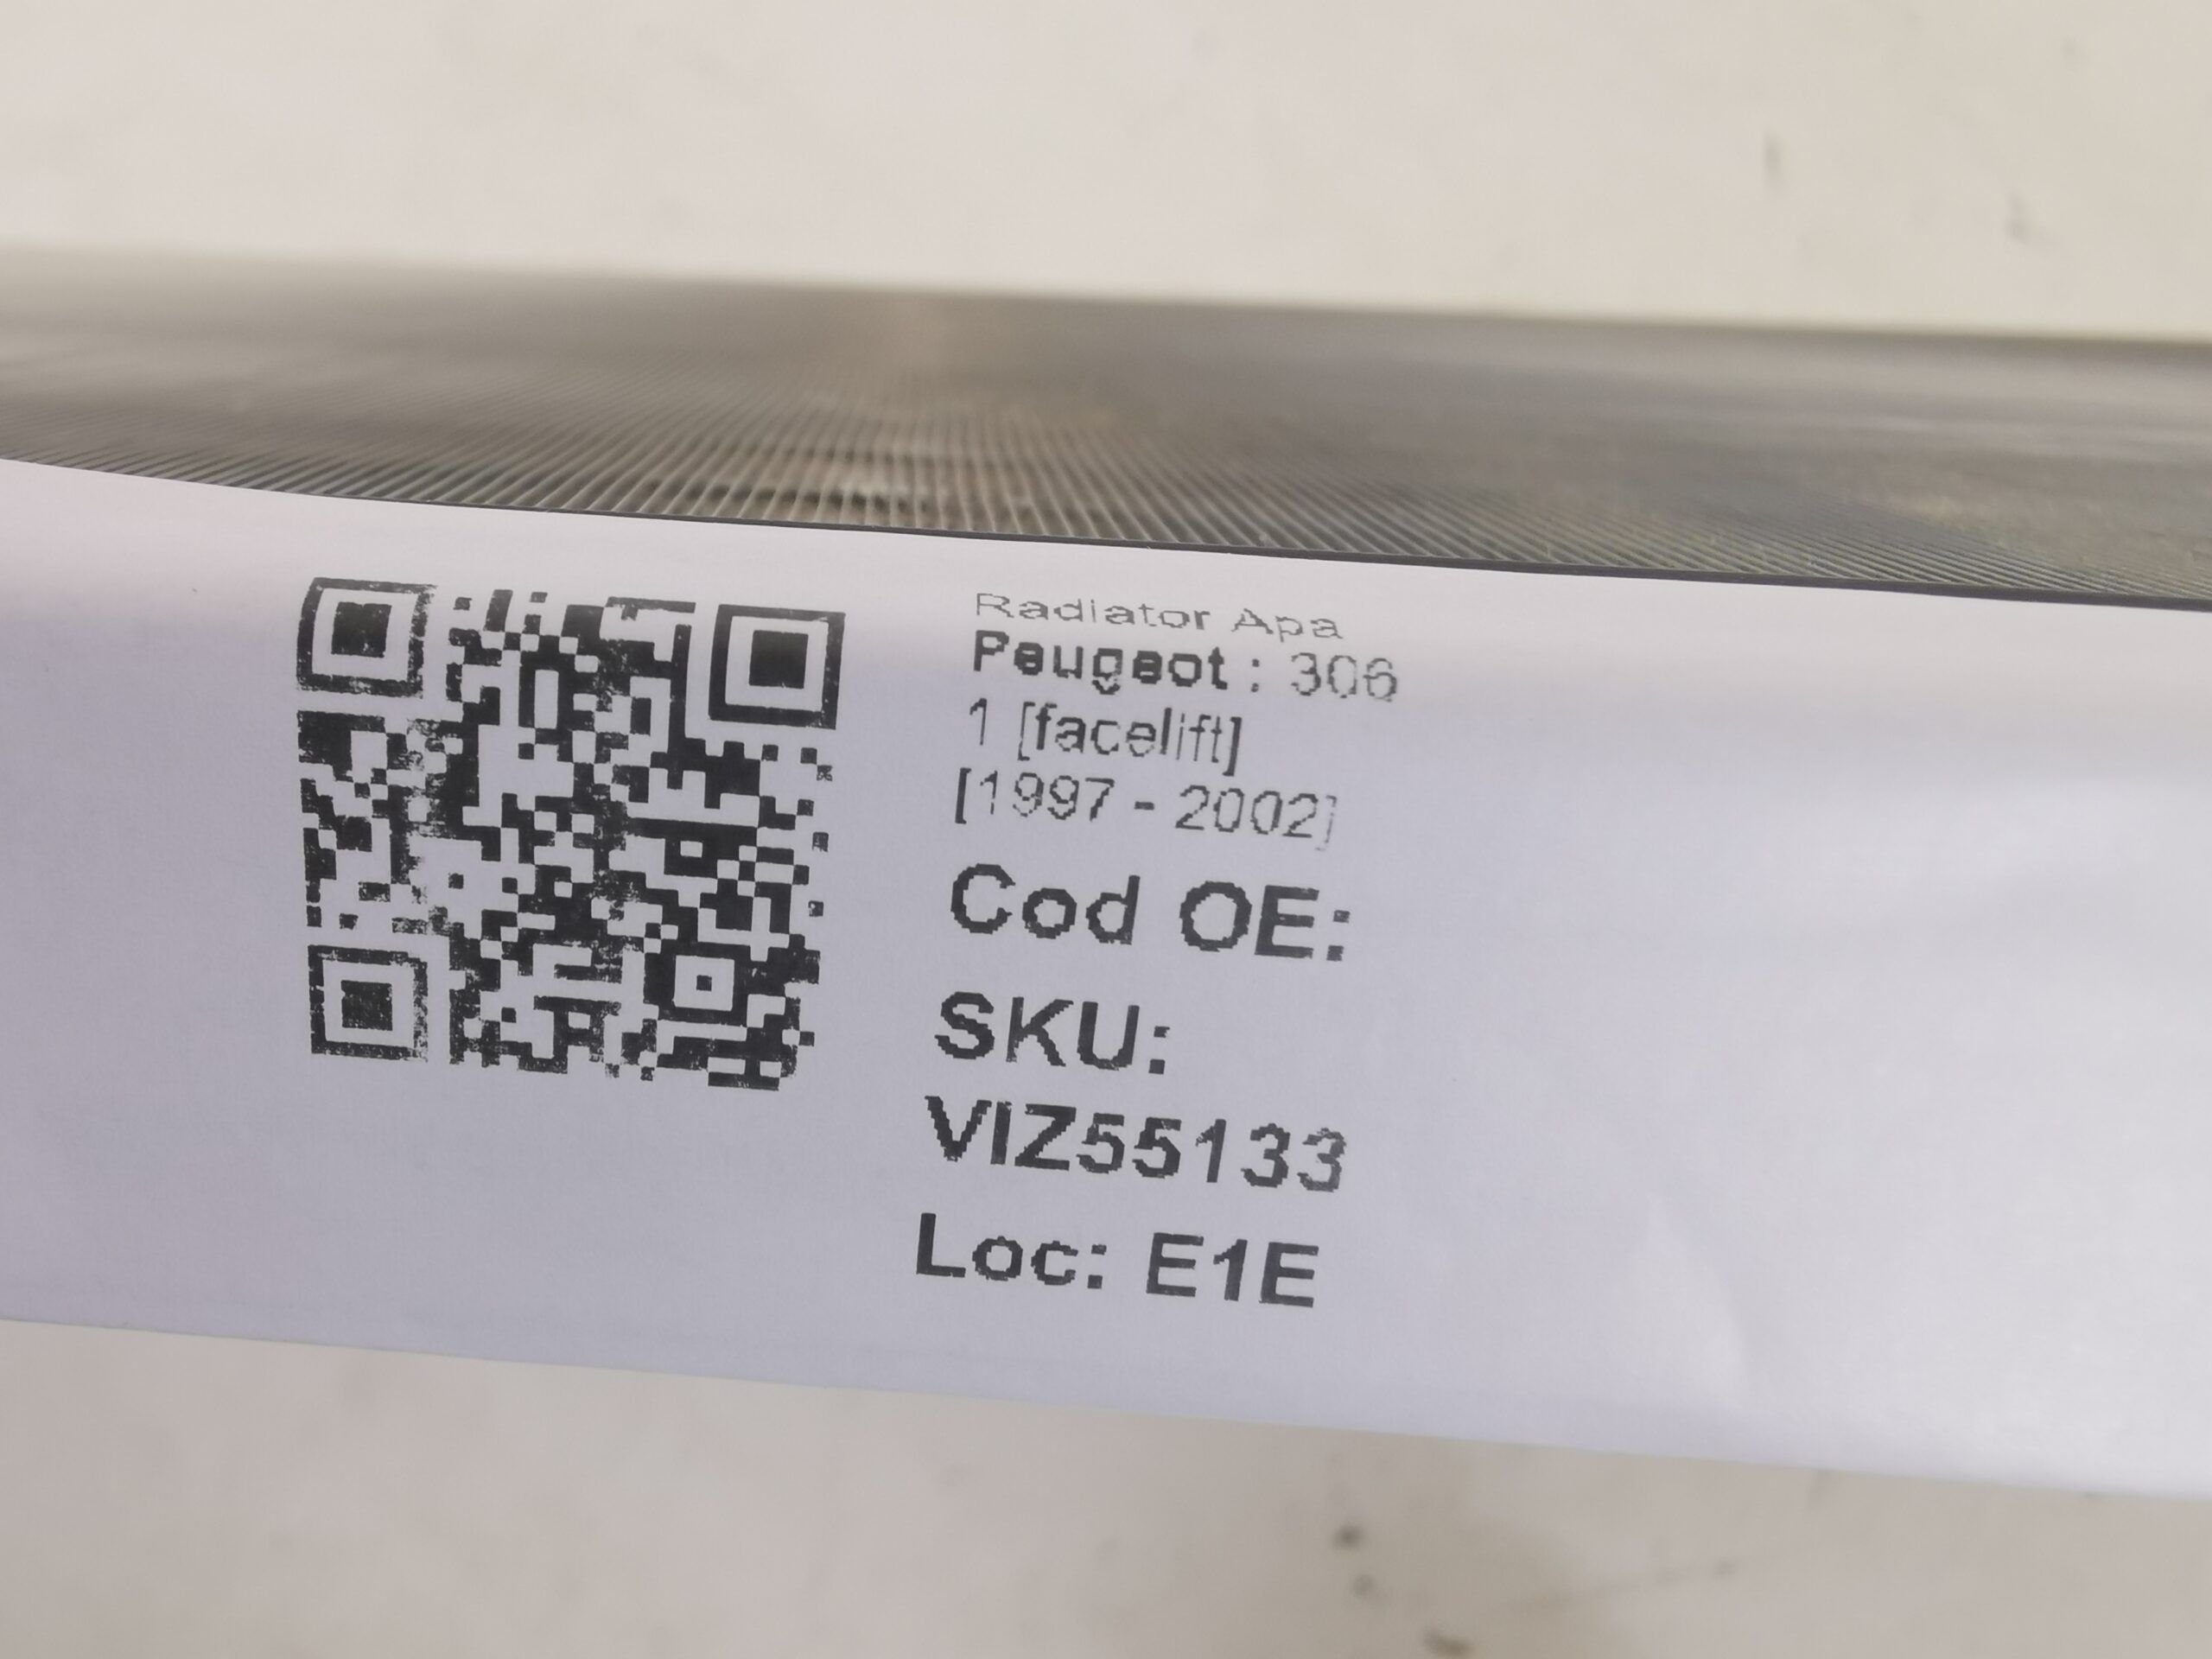 Radiator Apa
Peugeot : 306
1 [facelift]
[1997 - 2002]
Cod OE:
SKU:
VIZ55133
Loc: E1E